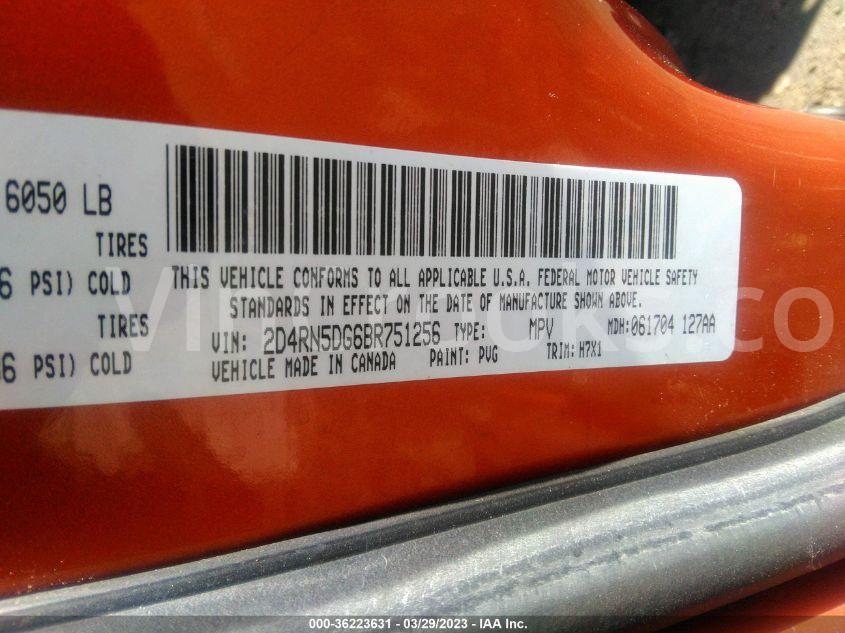 6050 LB
TIRES
6 PSI) COLD
TIRES
6 PSI) COLD
THIS VEHICLE CONFORMS TO ALL APPLICABLE U.S.A. FEDERAL MOTOR VEHICLE SAFETY
STANDARDS IN EFFECT ON THE DATE OF MANUFACTURE SHOWN ABOVE.
VIN: 2D4RN5DG6BR751256 TYPE: MPV MDH:061704 127AA
VEHICLE MADE IN CANADA PAINT: PVG TRIM: H7X1
000-36223631 - 03/29/2023 - IAA Inc.